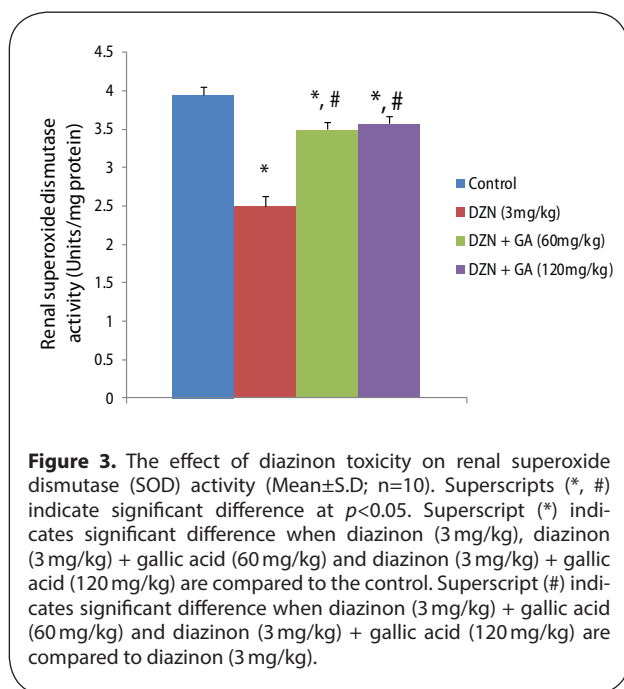 4.5
4
3.5
3
2.5
2
1.5
1
0.5
0
Renal superoxide dismutase
activity (Units/mg protein)
*
*, #
*, #
Control
DZN (3mg/kg)
DZN + GA (60mg/kg)
DZN + GA (120mg/kg)
Figure 3. The effect of diazinon toxicity on renal superoxide
dismutase (SOD) activity (Mean±S.D; n=10). Superscripts (*, #)
indicate significant difference at p<0.05. Superscript (*) indi-
cates significant difference when diazinon (3 mg/kg), diazinon
(3 mg/kg) + gallic acid (60 mg/kg) and diazinon (3 mg/kg) + gallic
acid (120 mg/kg) are compared to the control. Superscript (#) indi-
cates significant difference when diazinon (3 mg/kg) + gallic acid
(60 mg/kg) and diazinon (3 mg/kg) + gallic acid (120 mg/kg) are
compared to diazinon (3 mg/kg).